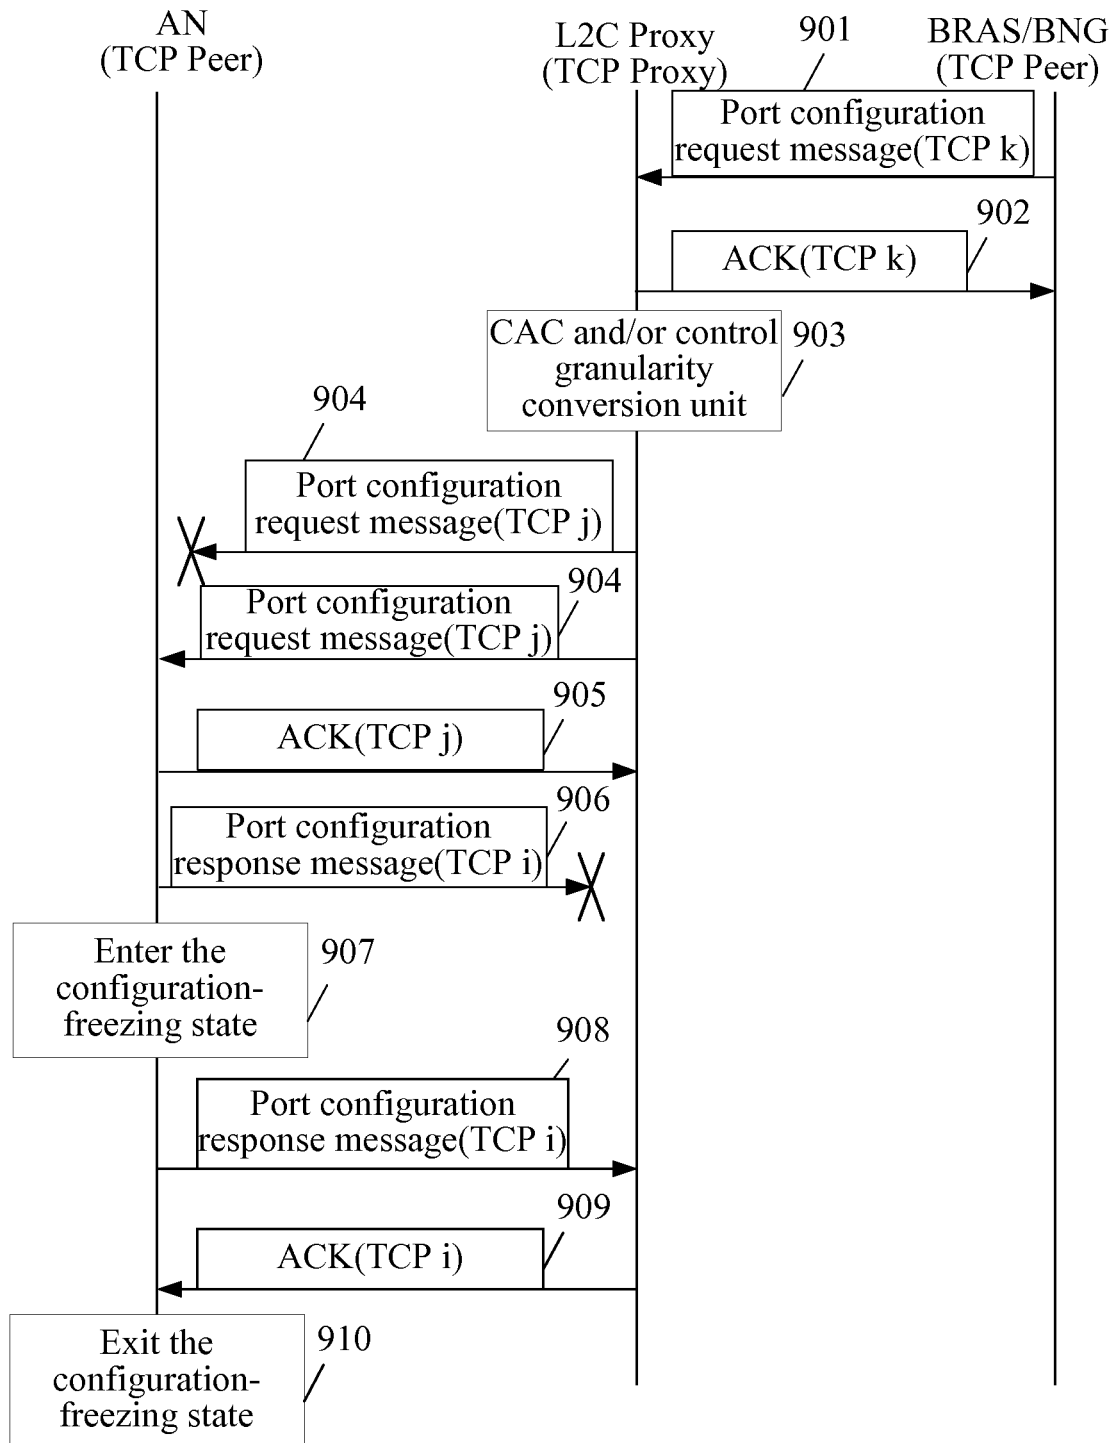 AN
(TCP Peer)
L2C Proxy
(TCP Proxy)
901
BRAS/BNG
(TCP Peer)
Port configuration
request message(TCP k)
902
ACK(TCP k)
CAC and/or control
granularity
conversion unit
903
904
Port configuration
request message(TCP j)
904
Port configuration
request message(TCP j)
905
ACK(TCP j)
906
Port configuration
response message(TCP i)
Enter the
configuration-
freezing state
907
908
Port configuration
response message(TCP i)
909
ACK(TCP i)
Exit the
configuration-
freezing state
910